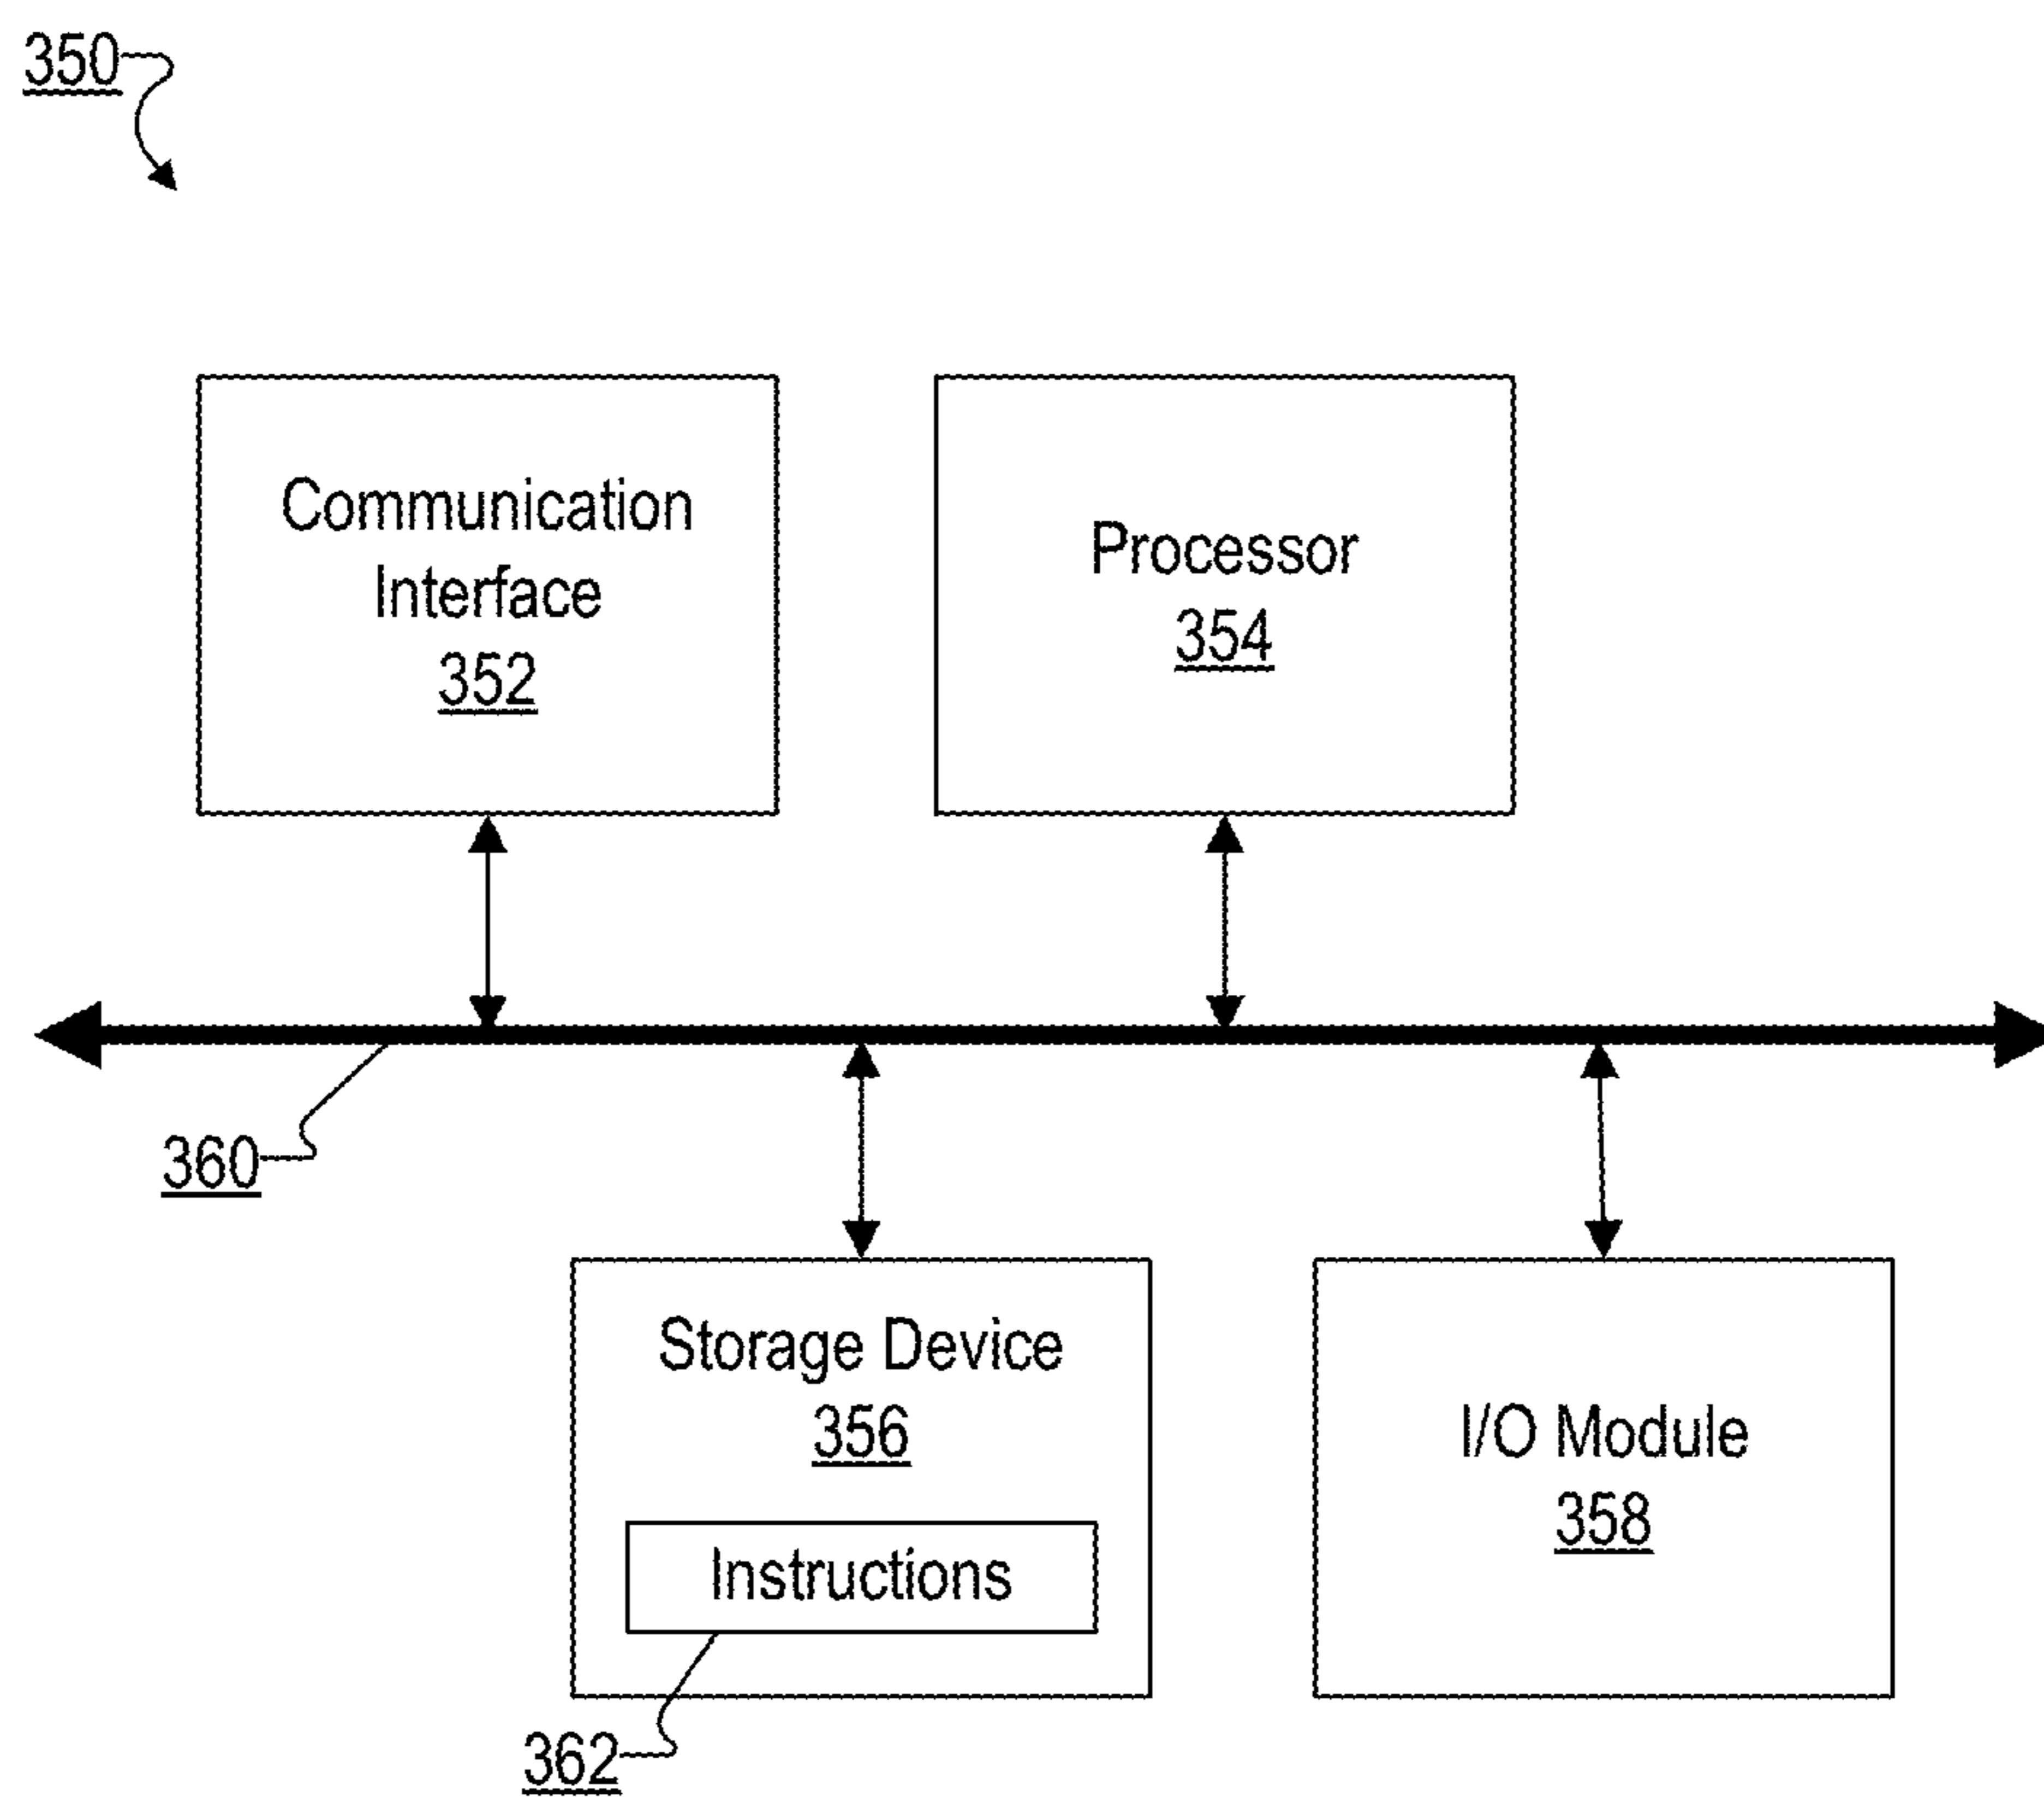 350
Communication
Interface
352
Processor
354
360
Storage Device
356
Instructions
362
I/O Module
358